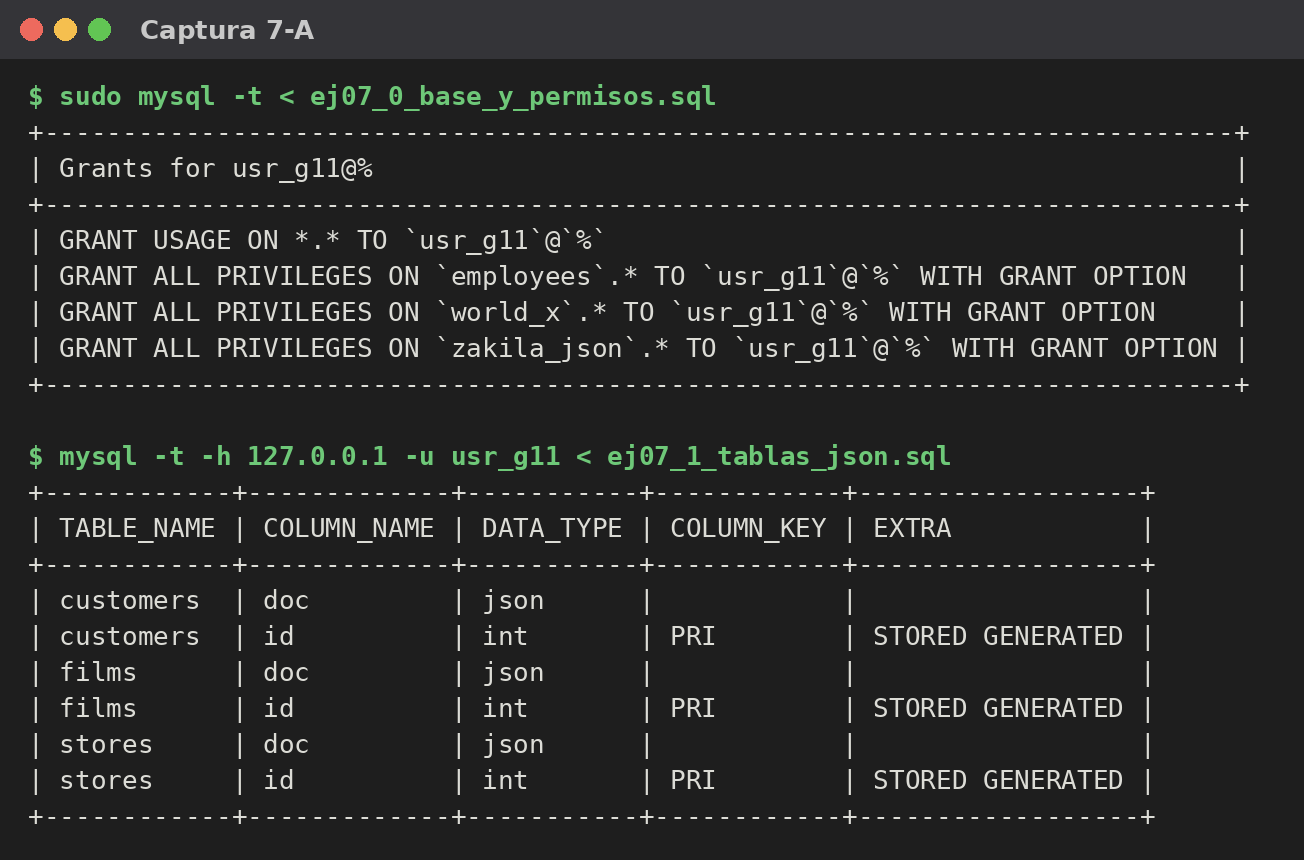 Captura 7-A
$ sudo mysql -t < ej07_0_base_y_permisos.sql
+----------------------------------------------------------------------------+
| Grants for usr_g11@%                                                       |
+----------------------------------------------------------------------------+
| GRANT USAGE ON *.* TO `usr_g11`@`%`                                        |
| GRANT ALL PRIVILEGES ON `employees`.* TO `usr_g11`@`%` WITH GRANT OPTION   |
| GRANT ALL PRIVILEGES ON `world_x`.* TO `usr_g11`@`%` WITH GRANT OPTION     |
| GRANT ALL PRIVILEGES ON `zakila_json`.* TO `usr_g11`@`%` WITH GRANT OPTION |
+----------------------------------------------------------------------------+
$ mysql -t -h 127.0.0.1 -u usr_g11 < ej07_1_tablas_json.sql
+------------+-------------+-----------+------------+------------------+
| TABLE_NAME | COLUMN_NAME | DATA_TYPE | COLUMN_KEY | EXTRA            |
+------------+-------------+-----------+------------+------------------+
| customers  | doc         | json      |            |                  |
| customers  | id          | int       | PRI        | STORED GENERATED |
| films      | doc         | json      |            |                  |
| films      | id          | int       | PRI        | STORED GENERATED |
| stores     | doc         | json      |            |                  |
| stores     | id          | int       | PRI        | STORED GENERATED |
+------------+-------------+-----------+------------+------------------+